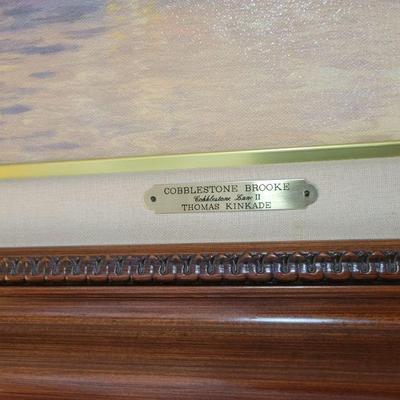 COBBLESTONE BROOKE
Cobblestone Lane II
THOMAS KINKADE